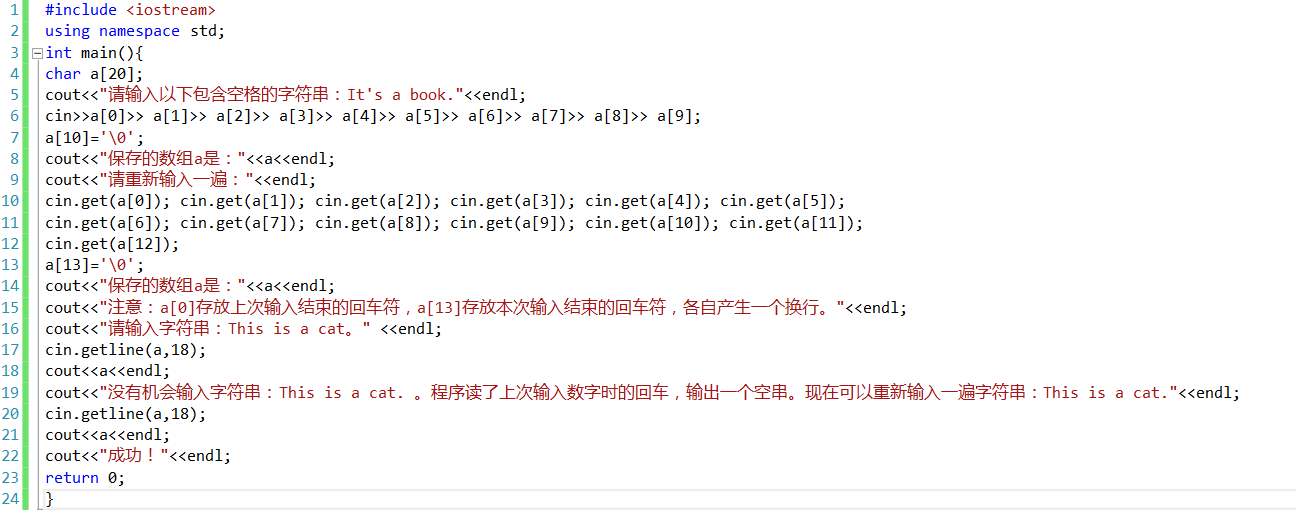 1 #include <iostream>
2 using namespace std;
3 int main(){
4 char a[20];
5 cout<<"请输入以下包含空格的字符串：It's a book."<<endl;
6 cin>>a[0]>> a[1]>> a[2]>> a[3]>> a[4]>> a[5]>> a[6]>> a[7]>> a[8]>> a[9];
7 a[10]='\0';
8 cout<<"保存的数组a是："<<a<<endl;
9 cout<<"请重新输入一遍："<<endl;
10 cin.get(a[0]); cin.get(a[1]); cin.get(a[2]); cin.get(a[3]); cin.get(a[4]); cin.get(a[5]);
11 cin.get(a[6]); cin.get(a[7]); cin.get(a[8]); cin.get(a[9]); cin.get(a[10]); cin.get(a[11]);
12 cin.get(a[12]);
13 a[13]='\0';
14 cout<<"保存的数组a是："<<a<<endl;
15 cout<<"注意：a[0]存放上次输入结束的回车符，a[13]存放本次输入结束的回车符，各自产生一个换行。"<<endl;
16 cout<<"请输入字符串：This is a cat。" <<endl;
17 cin.getline(a,18);
18 cout<<a<<endl;
19 cout<<"没有机会输入字符串：This is a cat. 。程序读了上次输入数字时的回车，输出一个空串。现在可以重新输入一遍字符串：This is a cat."<<endl;
20 cin.getline(a,18);
21 cout<<a<<endl;
22 cout<<"成功！"<<endl;
23 return 0;
24 }